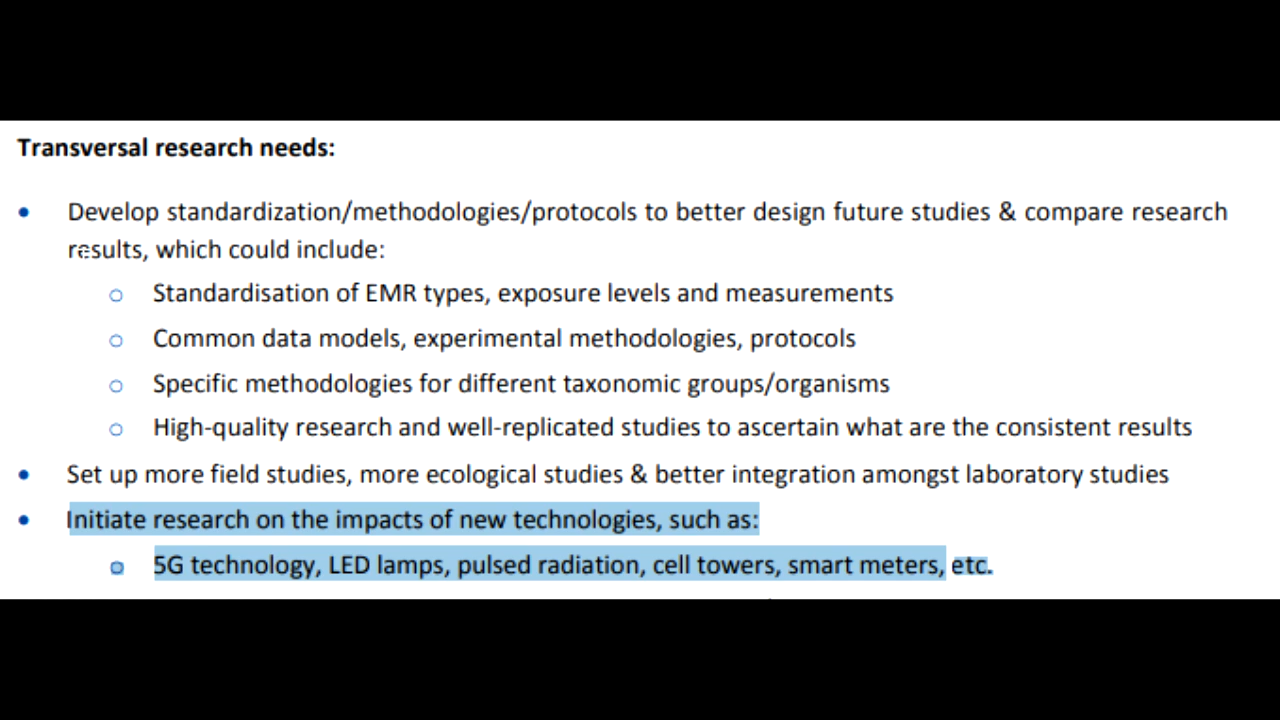 Transversal research needs:
• Develop standardization/methodologies/protocols to better design future studies & compare research
results, which could include:
o Standardisation of EMR types, exposure levels and measurements
o Common data models, experimental methodologies, protocols
o Specific methodologies for different taxonomic groups/organisms
o High-quality research and well-replicated studies to ascertain what are the consistent results
• Set up more field studies, more ecological studies & better integration amongst laboratory studies
• Initiate research on the impacts of new technologies, such as:
o 5G technology, LED lamps, pulsed radiation, cell towers, smart meters, etc.